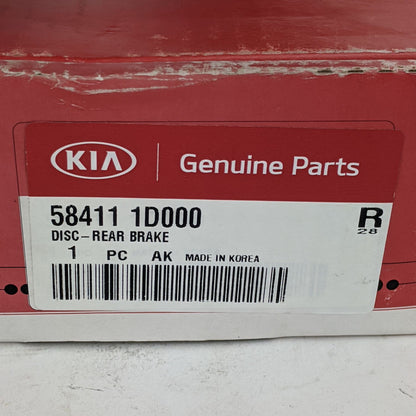 KIA Genuine Parts
58411 1D000 R
DISC-REAR BRAKE 28
1 PC AK MADE IN KOREA